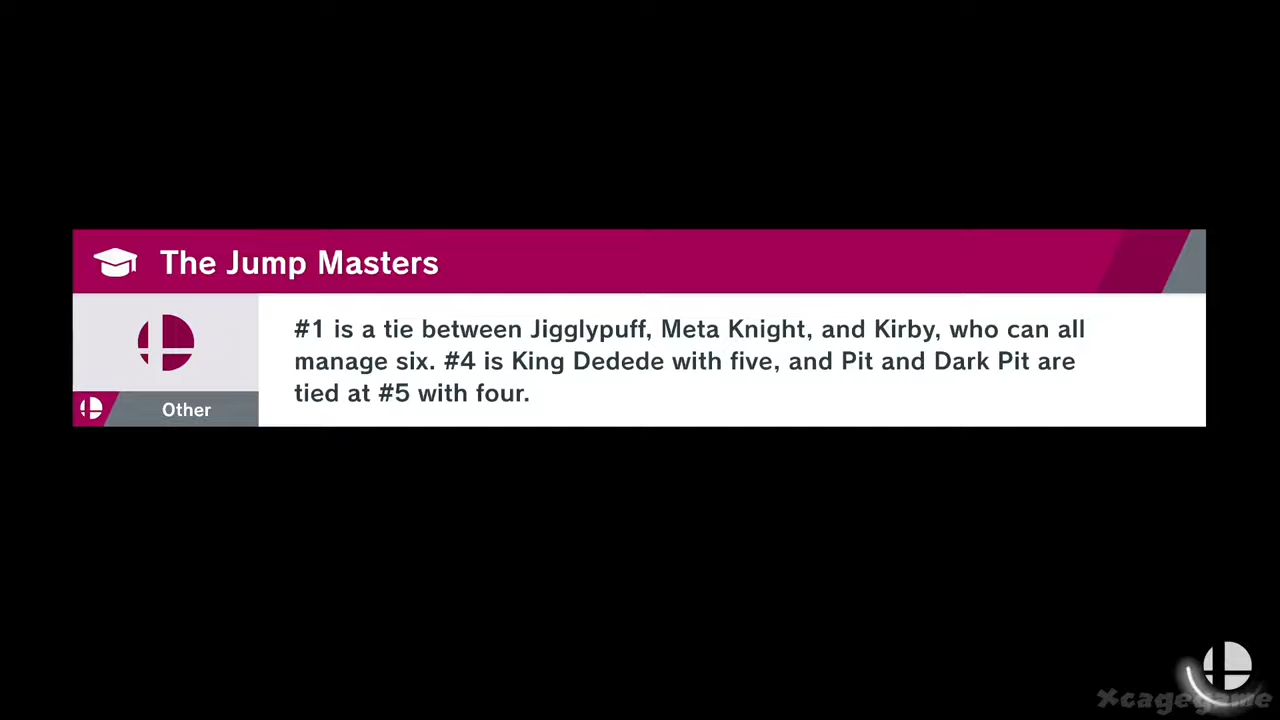 The Jump Masters
#1 is a tie between Jigglypuff, Meta Knight, and Kirby, who can all
manage six. #4 is King Dedede with five, and Pit and Dark Pit are
tied at #5 with four.
Other
Xcagegame